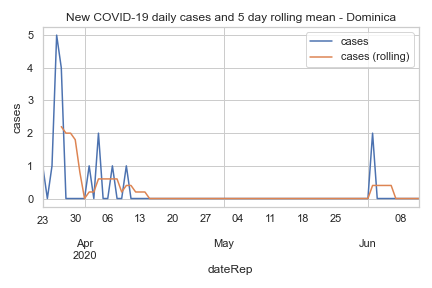 New COVID-19 daily cases and 5 day rolling mean - Dominica
cases
cases (rolling)
cases
5
4
3
2
1
0
23 30 06 13 20 27 04 11 18 25 08
Apr May Jun
2020
dateRep